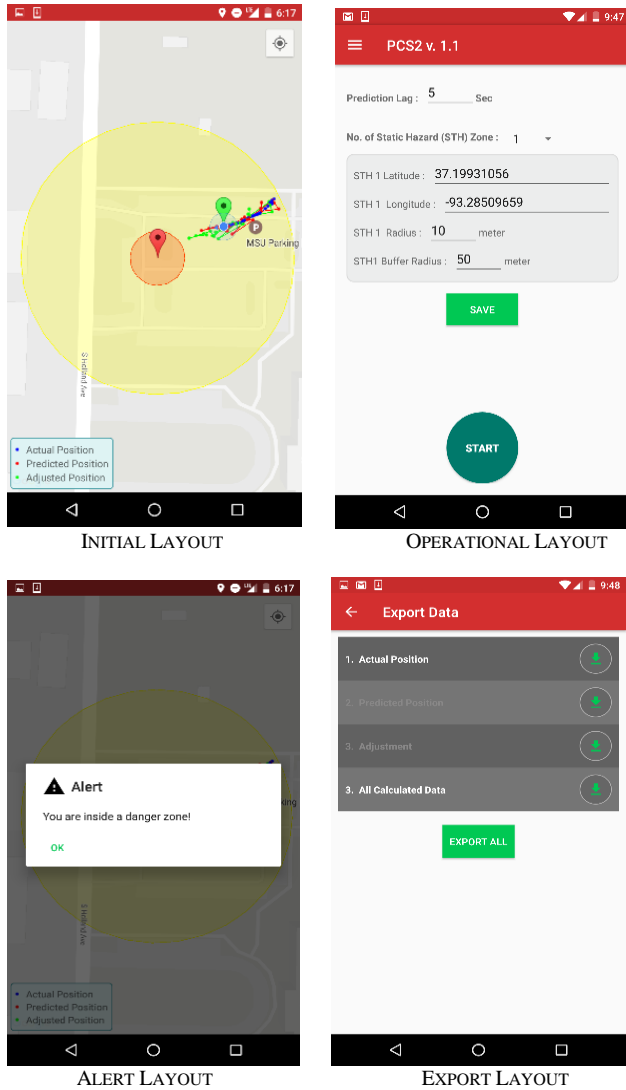 6:17
P
MSU Parking
S Holland Ave
Actual Position
Predicted Position
Adjusted Position
INITIAL LAYOUT
9:47
PCS2 v. 1.1
Prediction Lag : 5 Sec
No. of Static Hazard (STH) Zone : 1
STH 1 Latitude : 37.19931056
STH 1 Longitude : -93.28509659
STH 1 Radius : 10 meter
STH1 Buffer Radius : 50 meter
SAVE
START
OPERATIONAL LAYOUT
6:17
Alert
You are inside a danger zone!
OK
S Holland Ave
Actual Position
Predicted Position
Adjusted Position
ALERT LAYOUT
9:48
Export Data
1. Actual Position
2. Predicted Position
3. Adjustment
3. All Calculated Data
EXPORT ALL
EXPORT LAYOUT